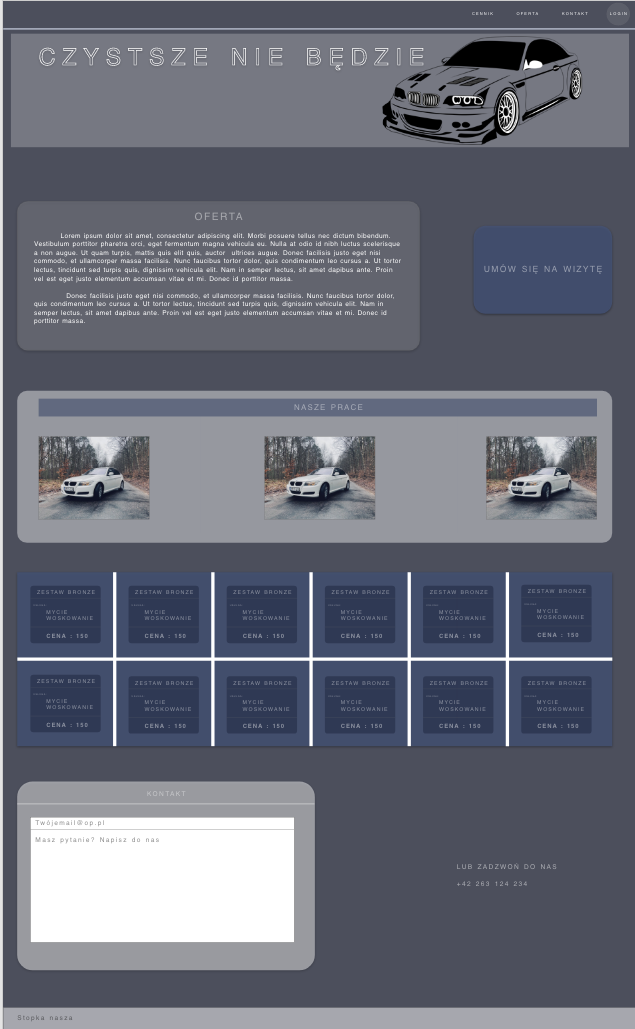 CENNIK OFERTA KONTAKT LOGIN
CZYSTSZE NIE BĘDZIE
OFERTA
Lorem ipsum dolor sit amet, consectetur adipiscing elit. Morbi posuere tellus nec dictum bibendum.
Vestibulum porttitor pharetra orci, eget fermentum magna vehicula eu. Nulla at odio id nibh luctus scelerisque
a non augue. Ut quam turpis, mattis quis elit quis, auctor ultrices augue. Donec facilisis justo eget nisi
commodo, et ullamcorper massa facilisis. Nunc faucibus tortor dolor, quis condimentum leo cursus a. Ut tortor
lectus, tincidunt sed turpis quis, dignissim vehicula elit. Nam in semper lectus, sit amet dapibus ante. Proin
vel est eget justo elementum accumsan vitae et mi. Donec id porttitor massa.
Donec facilisis justo eget nisi commodo, et ullamcorper massa facilisis. Nunc faucibus tortor dolor,
quis condimentum leo cursus a. Ut tortor lectus, tincidunt sed turpis quis, dignissim vehicula elit. Nam in
semper lectus, sit amet dapibus ante. Proin vel est eget justo elementum accumsan vitae et mi. Donec id
porttitor massa.
UMÓW SIĘ NA WIZYTĘ
NASZE PRACE
ZESTAW BRONZE ZESTAW BRONZE ZESTAW BRONZE ZESTAW BRONZE ZESTAW BRONZE ZESTAW BRONZE
MYCIE MYCIE MYCIE MYCIE MYCIE MYCIE
WOSKOWANIE WOSKOWANIE WOSKOWANIE WOSKOWANIE WOSKOWANIE WOSKOWANIE
CENA : 150 CENA : 150 CENA : 150 CENA : 150 CENA : 150 CENA : 150
ZESTAW BRONZE ZESTAW BRONZE ZESTAW BRONZE ZESTAW BRONZE ZESTAW BRONZE ZESTAW BRONZE
MYCIE MYCIE MYCIE MYCIE MYCIE MYCIE
WOSKOWANIE WOSKOWANIE WOSKOWANIE WOSKOWANIE WOSKOWANIE WOSKOWANIE
CENA : 150 CENA : 150 CENA : 150 CENA : 150 CENA : 150 CENA : 150
KONTAKT
Twójemail@op.pl
Masz pytanie? Napisz do nas
LUB ZADZWOŃ DO NAS
+42 263 124 234
Stopka nasza